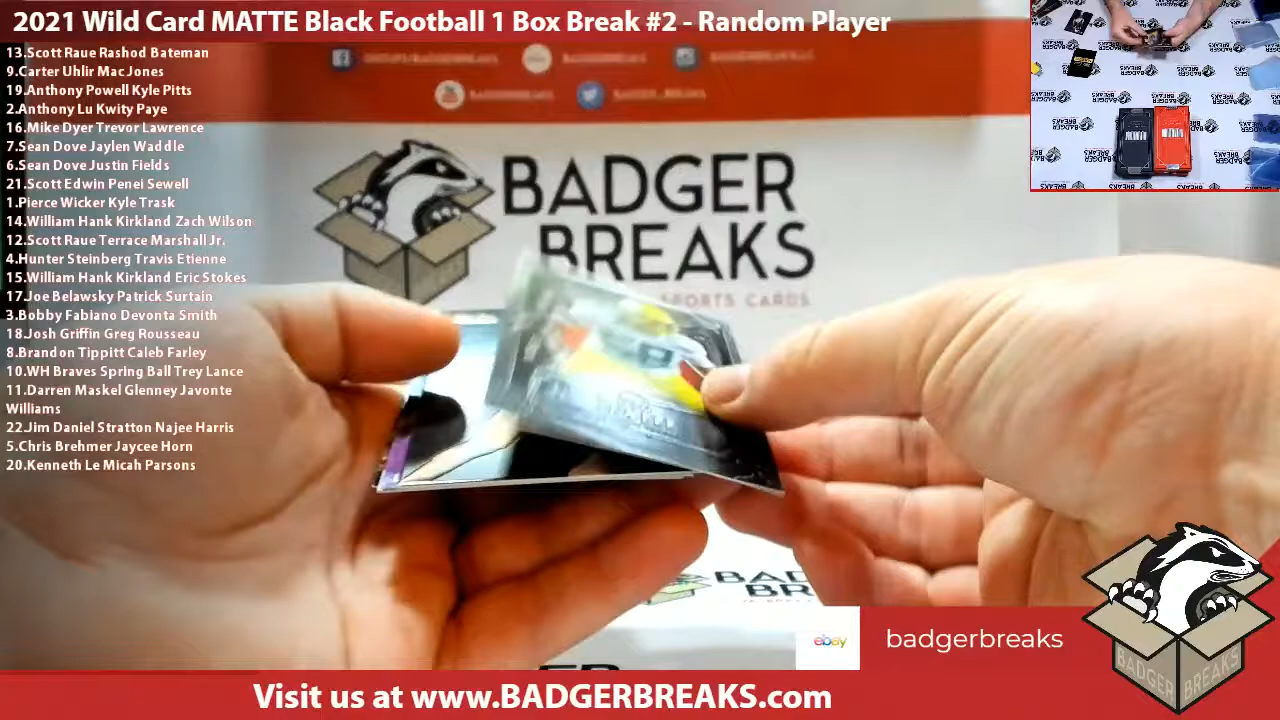 2021 Wild Card MATTE Black Football 1 Box Break #2 - Random Player
13.Scott Raue Rashod Bateman
9.Carter Uhlir Mac Jones
19.Anthony Powell Kyle Pitts
2.Anthony Lu Kwity Paye
16.Mike Dyer Trevor Lawrence
7.Sean Dove Jaylen Waddle
6.Sean Dove Justin Fields
21.Scott Edwin Penei Sewell
1.Pierce Wicker Kyle Trask
14.William Hank Kirkland Zach Wilson
12.Scott Raue Terrace Marshall Jr.
4.Hunter Steinberg Travis Etienne
15.William Hank Kirkland Eric Stokes
17.Joe Belawsky Patrick Surtain
3.Bobby Fabiano Devonta Smith
18.Josh Griffin Greg Rousseau
8.Brandon Tippitt Caleb Farley
10.WH Braves Spring Ball Trey Lance
11.Darren Maskel Glenney Javonte
Williams
22.Jim Daniel Stratton Najee Harris
5.Chris Brehmer Jaycee Horn
20.Kenneth Le Micah Parsons
BADGER
BREAKS
SPORTS CARDS
ebay
badgerbreaks
BADGER BREAKS
Visit us at www.BADGERBREAKS.com